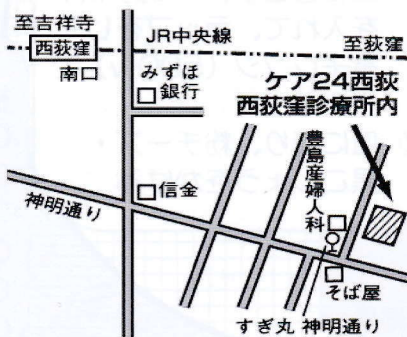 至吉祥寺
西荻窪
南口
JR中央線
至荻窪
みずほ
銀行
ケア24西荻
西荻窪診療所内
豊島産婦人科
信金
神明通り
そば屋
すぎ丸 神明通り